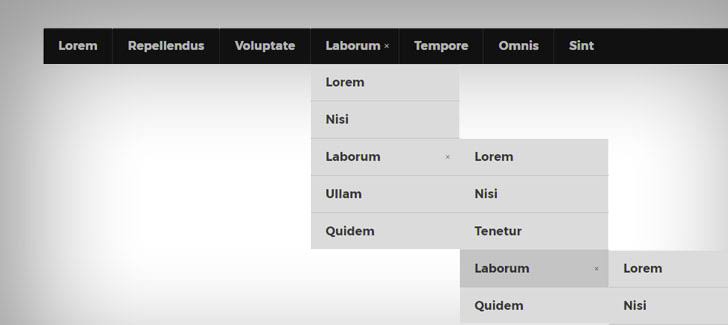 Lorem Repellendus Voluptate Laborum × Tempore Omnis Sint
Lorem
Nisi
Laborum × Lorem
Ullam Nisi
Quidem Tenetur
Laborum × Lorem
Quidem Nisi